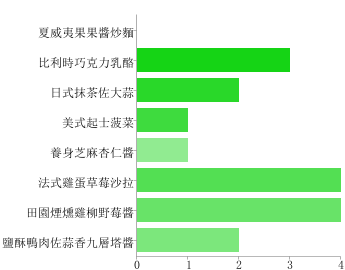 夏威夷果果醬炒麵
比利時巧克力乳酪
日式抹茶佐大蒜
美式起士菠菜
養身芝麻杏仁醬
法式雞蛋草莓沙拉
田園煙燻雞柳野莓醬
鹽酥鴨肉佐蒜香九層塔醬
0 1 2 3 4